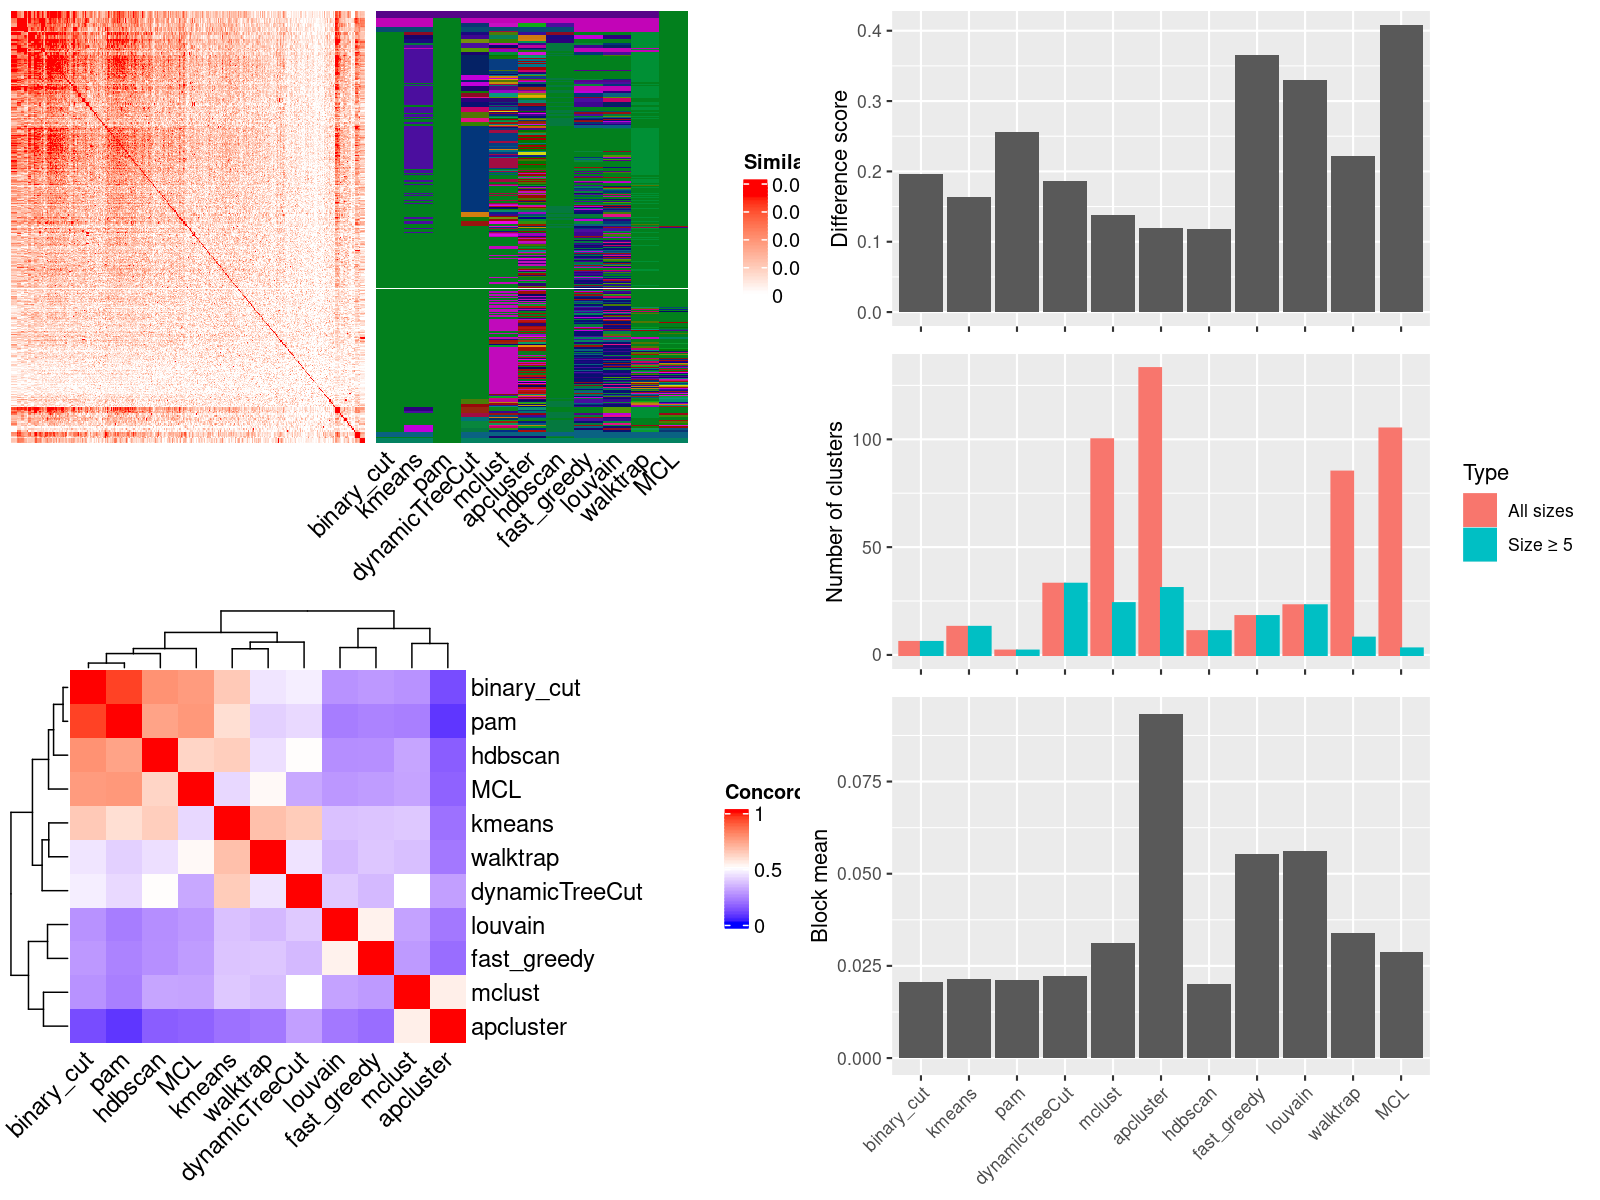 Simila
0.0
0.0
0.0
0.0
0
binary_cut
kmeans
pam
dynamicTreeCut
mclust
apcluster
hdbscan
fast_greedy
louvain
walktrap
MCL
binary_cut
pam
hdbscan
MCL
kmeans
walktrap
dynamicTreeCut
louvain
fast_greedy
mclust
apcluster
binary_cut
pam
hdbscan
MCL
kmeans
walktrap
dynamicTreeCut
louvain
fast_greedy
mclust
apcluster
Concord
1
0.5
0
Difference score
0.4
0.3
0.2
0.1
0.0
Number of clusters
100
50
0
Type
All sizes
Size ≥ 5
Block mean
0.075
0.050
0.025
0.000
binary_cut
kmeans
pam
dynamicTreeCut
mclust
apcluster
hdbscan
fast_greedy
louvain
walktrap
MCL